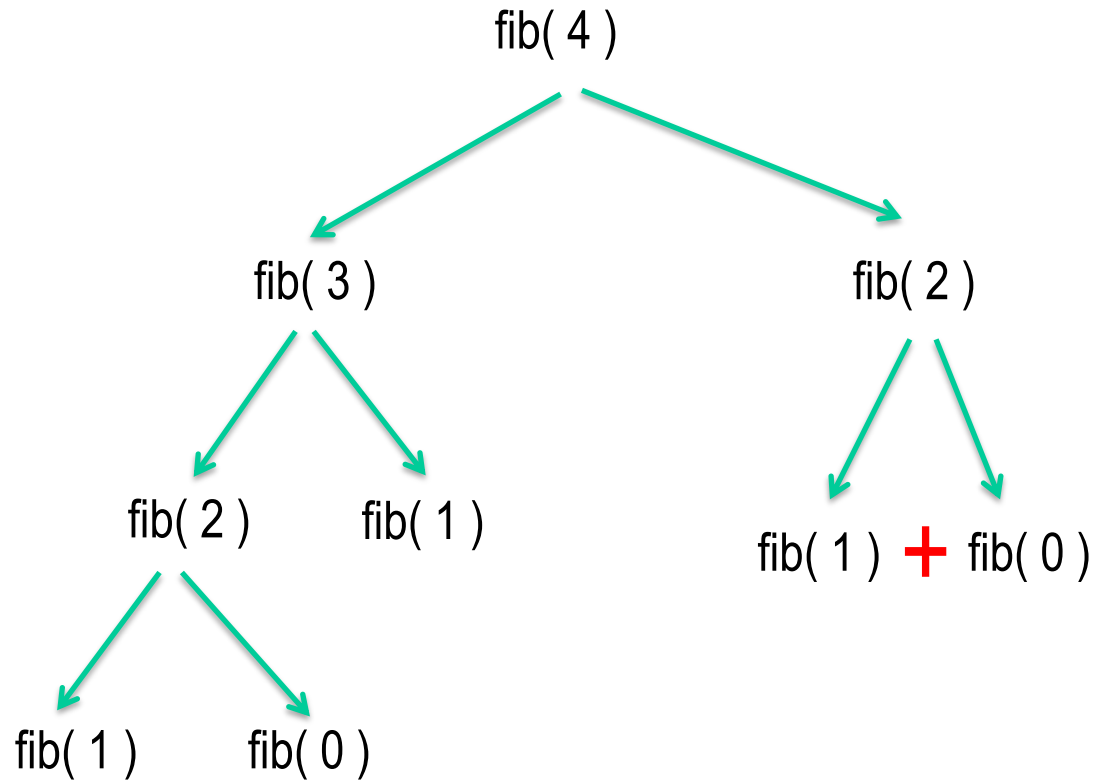 fib( 4 )
fib( 3 ) fib( 2 )
fib( 2 ) fib( 1 )
fib( 1 ) + fib( 0 )
fib( 1 ) fib( 0 )